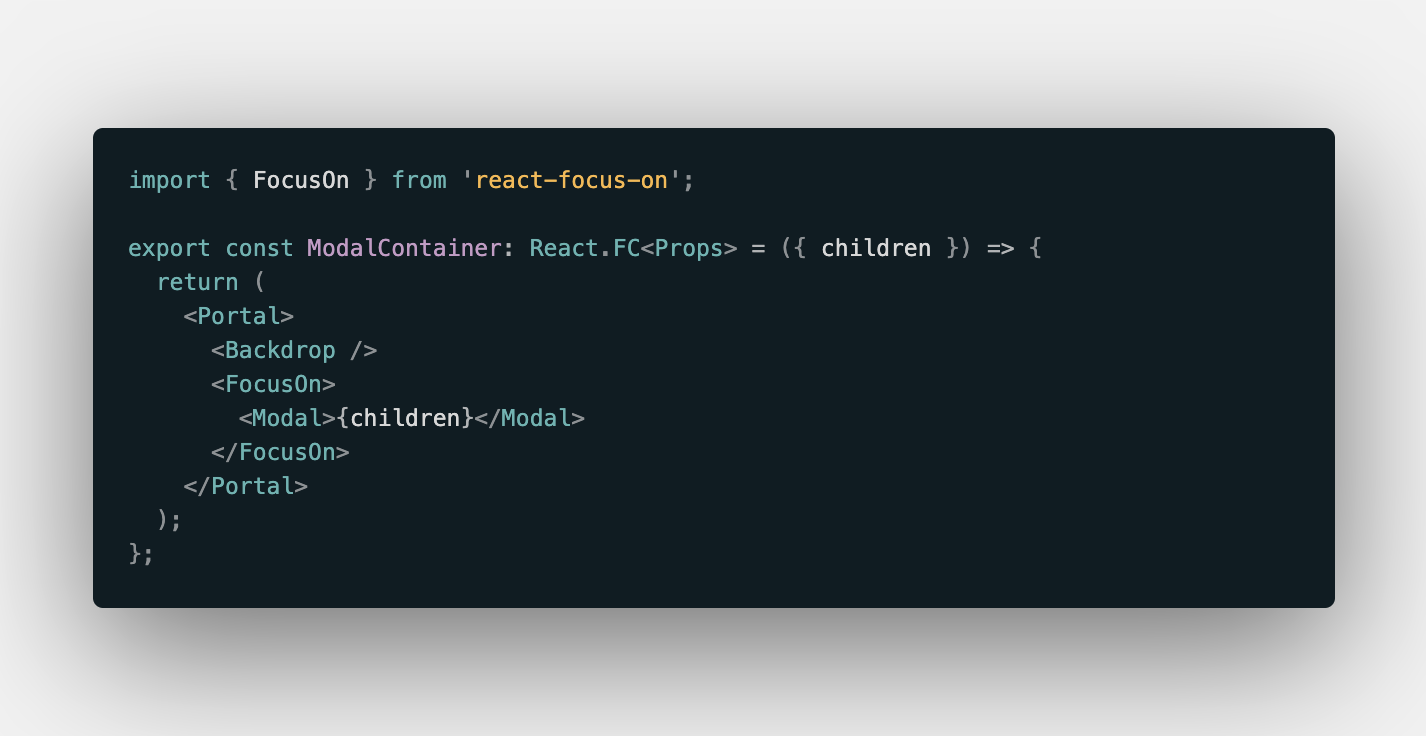 import { FocusOn } from 'react-focus-on';

export const ModalContainer: React.FC<Props> = ({ children }) => {
  return (
    <Portal>
      <Backdrop />
      <FocusOn>
        <Modal>{children}</Modal>
      </FocusOn>
    </Portal>
  );
};